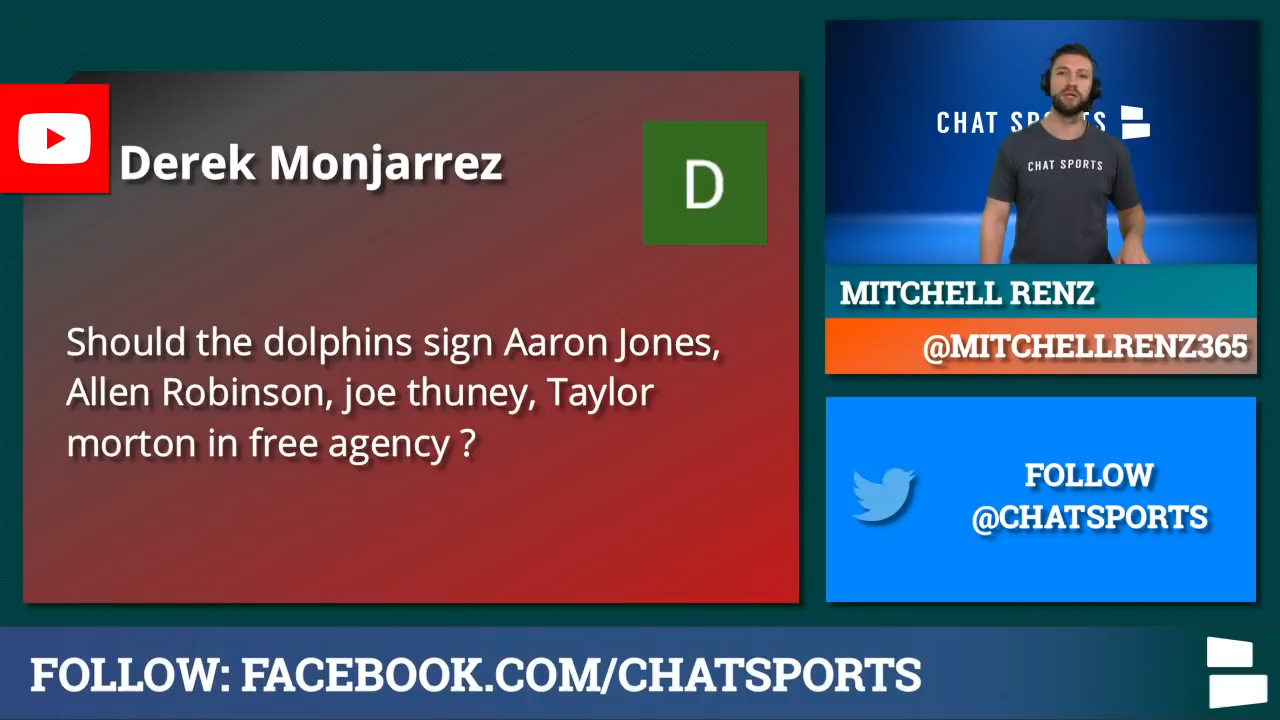 Derek Monjarrez
D
Should the dolphins sign Aaron Jones,
Allen Robinson, joe thuney, Taylor
morton in free agency ?
CHAT SPORTS
CHAT SPORTS
MITCHELL RENZ
@MITCHELLRENZ365
FOLLOW
@CHATSPORTS
FOLLOW: FACEBOOK.COM/CHATSPORTS